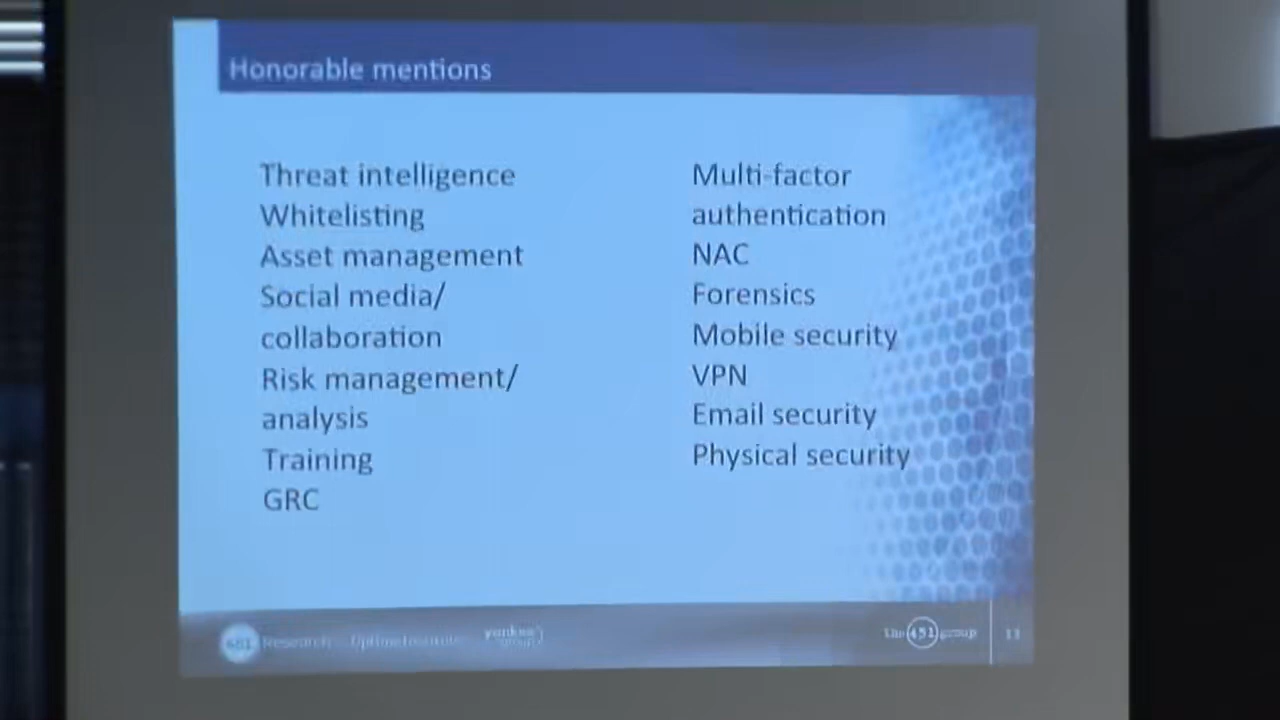 Honorable mentions
Threat intelligence
Whitelisting
Asset management
Social media/
collaboration
Risk management/
analysis
Training
GRC
Multi-factor
authentication
NAC
Forensics
Mobile security
VPN
Email security
Physical security
451 Research
yankee group
the 451 group